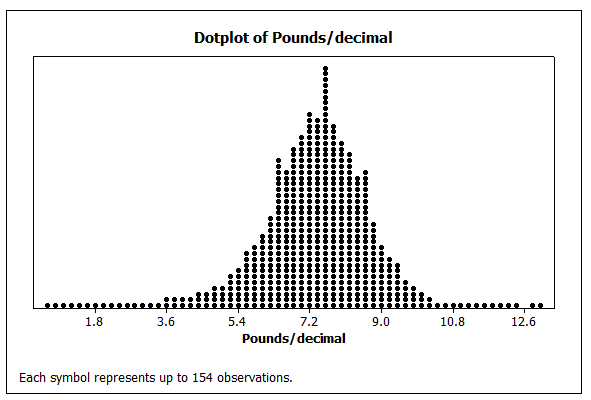 Dotplot of Pounds/decimal
1.8 3.6 5.4 7.2 9.0 10.8 12.6
Pounds/decimal
Each symbol represents up to 154 observations.